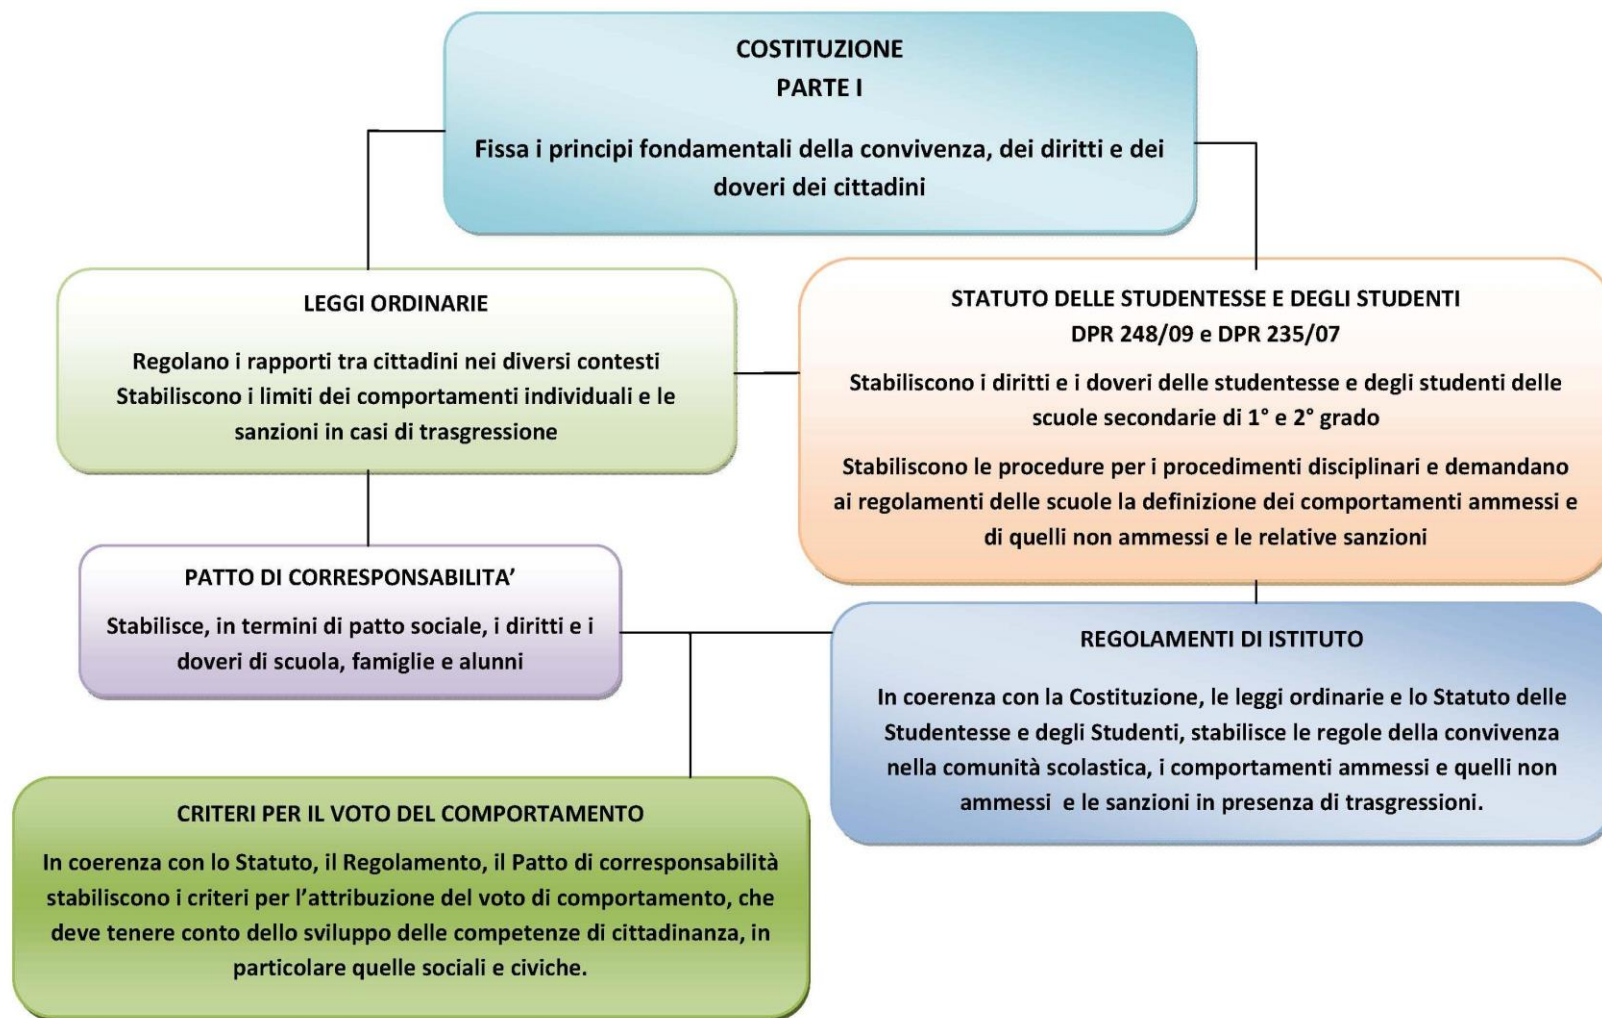 COSTITUZIONE
PARTE I
Fissa i principi fondamentali della convivenza, dei diritti e dei
doveri dei cittadini
LEGGI ORDINARIE
Regolano i rapporti tra cittadini nei diversi contesti
Stabiliscono i limiti dei comportamenti individuali e le
sanzioni in casi di trasgressione
STATUTO DELLE STUDENTESSE E DEGLI STUDENTI
DPR 248/09 e DPR 235/07
Stabiliscono i diritti e i doveri delle studentesse e degli studenti delle
scuole secondarie di 1° e 2° grado
Stabiliscono le procedure per i procedimenti disciplinari e demandano
ai regolamenti delle scuole la definizione dei comportamenti ammessi e
di quelli non ammessi e le relative sanzioni
PATTO DI CORRESPONSABILITA’
Stabilisce, in termini di patto sociale, i diritti e i
doveri di scuola, famiglie e alunni
REGOLAMENTI DI ISTITUTO
In coerenza con la Costituzione, le leggi ordinarie e lo Statuto delle
Studentesse e degli Studenti, stabilisce le regole della convivenza
nella comunità scolastica, i comportamenti ammessi e quelli non
ammessi e le sanzioni in presenza di trasgressioni.
CRITERI PER IL VOTO DEL COMPORTAMENTO
In coerenza con lo Statuto, il Regolamento, il Patto di corresponsabilità
stabiliscono i criteri per l’attribuzione del voto di comportamento, che
deve tenere conto dello sviluppo delle competenze di cittadinanza, in
particolare quelle sociali e civiche.